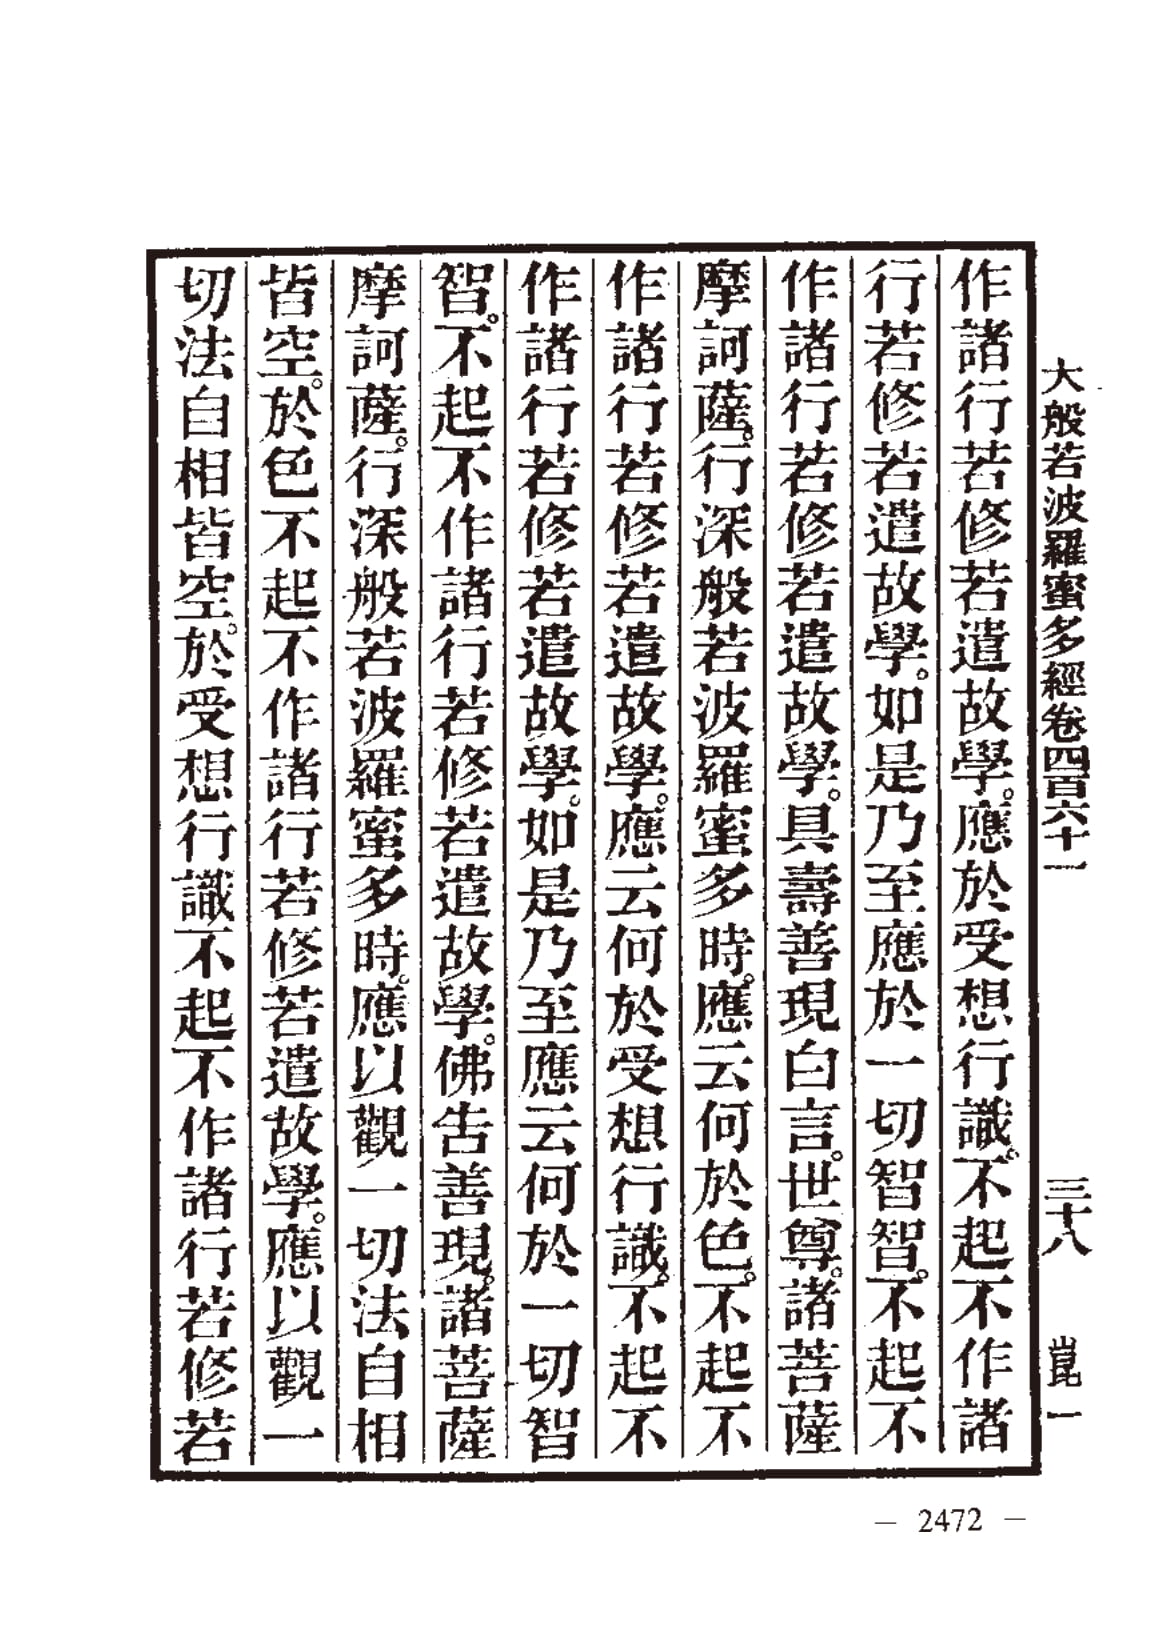 大般若波羅蜜多經卷四百六十一　三十八　崑一
作諸行若修若遣故學。應於受想行識。不起不作諸
行若修若遣故學。如是乃至應於一切智智。不起不
作諸行若修若遣故學。具壽善現白言。世尊。諸菩薩
摩訶薩。行深般若波羅蜜多時。應云何於色。不起不
作諸行若修若遣故學。應云何於受想行識。不起不
作諸行若修若遣故學。如是乃至應云何於一切智
智。不起不作諸行若修若遣故學。佛告善現。諸菩薩
摩訶薩。行深般若波羅蜜多時。應以觀一切法自相
皆空。於色不起不作諸行若修若遣故學。應以觀一
切法自相皆空。於受想行識不起不作諸行若修若
— 2472 —